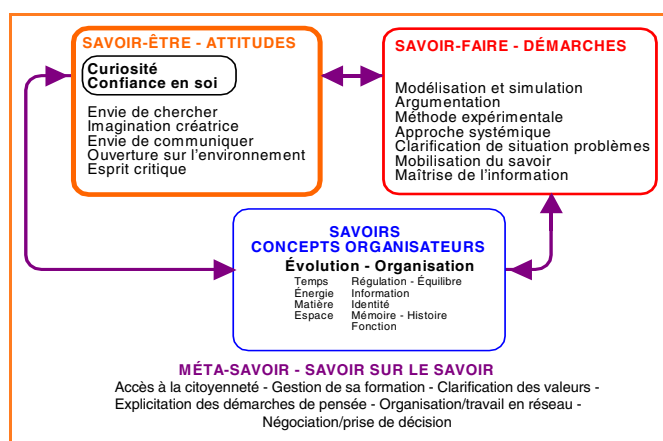 SAVOIR-ÊTRE - ATTITUDES
Curiosité
Confiance en soi
Envie de chercher
Imagination créatrice
Envie de communiquer
Ouverture sur l'environnement
Esprit critique
SAVOIR-FAIRE - DÉMARCHES
Modélisation et simulation
Argumentation
Méthode expérimentale
Approche systémique
Clarification de situation problèmes
Mobilisation du savoir
Maîtrise de l'information
SAVOIRS
CONCEPTS ORGANISATEURS
Évolution - Organisation
Temps Régulation - Équilibre
Énergie Information
Matière Identité
Espace Mémoire - Histoire
Fonction
MÉTA-SAVOIR - SAVOIR SUR LE SAVOIR
Accès à la citoyenneté - Gestion de sa formation - Clarification des valeurs -
Explicitation des démarches de pensée - Organisation/travail en réseau -
Négociation/prise de décision